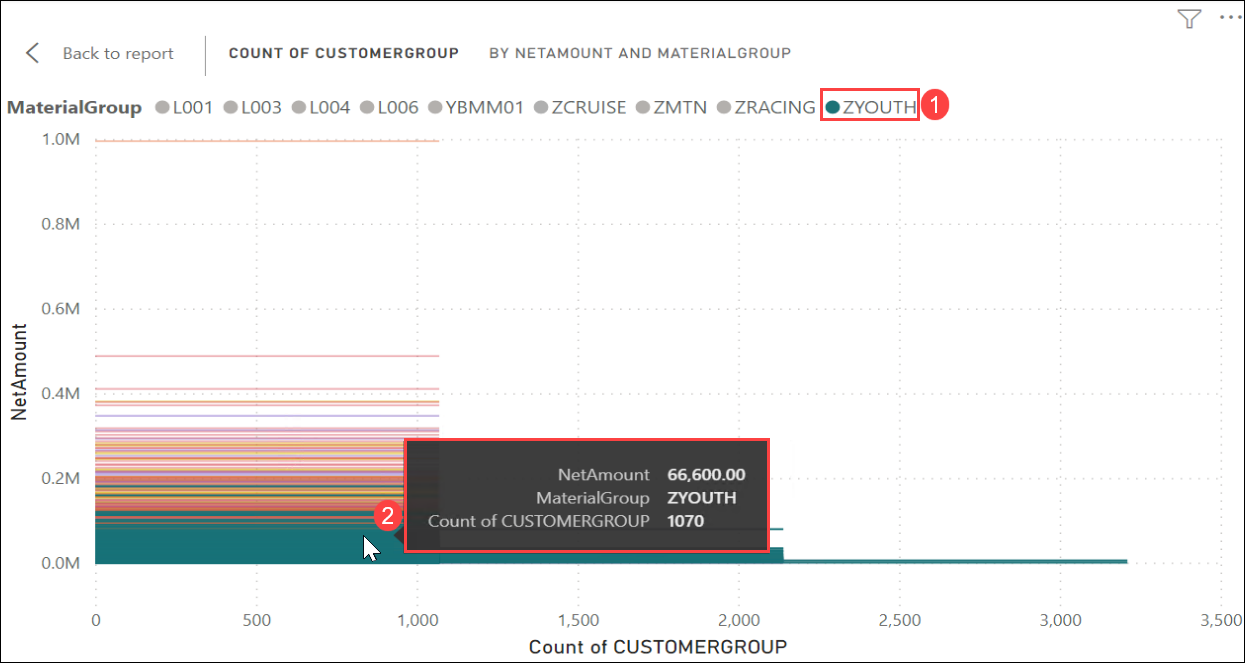 Back to report
COUNT OF CUSTOMERGROUP
BY NETAMOUNT AND MATERIALGROUP
MaterialGroup L001 L003 L004 L006 YBMM01 ZCRUISE ZMTN ZRACING ZYOUTH 1
1.0M
0.8M
0.6M
0.4M
0.2M
0.0M
NetAmount
NetAmount 66,600.00
MaterialGroup ZYOUTH
Count of CUSTOMERGROUP 1070
2
0 500 1,000 1,500 2,000 2,500 3,000 3,500
Count of CUSTOMERGROUP